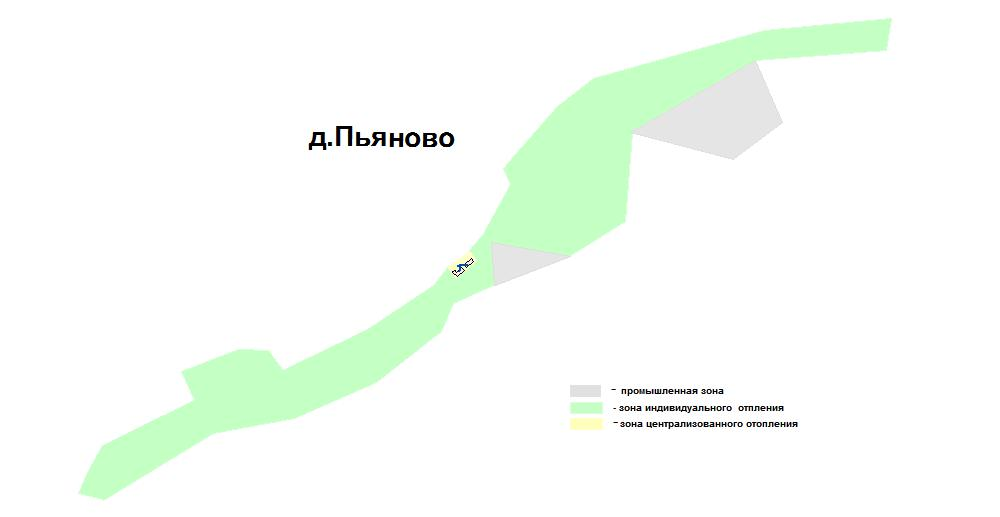 д.Пьяново
- промышленная зона
- зона индивидуального отпления
- зона централизованного отопления